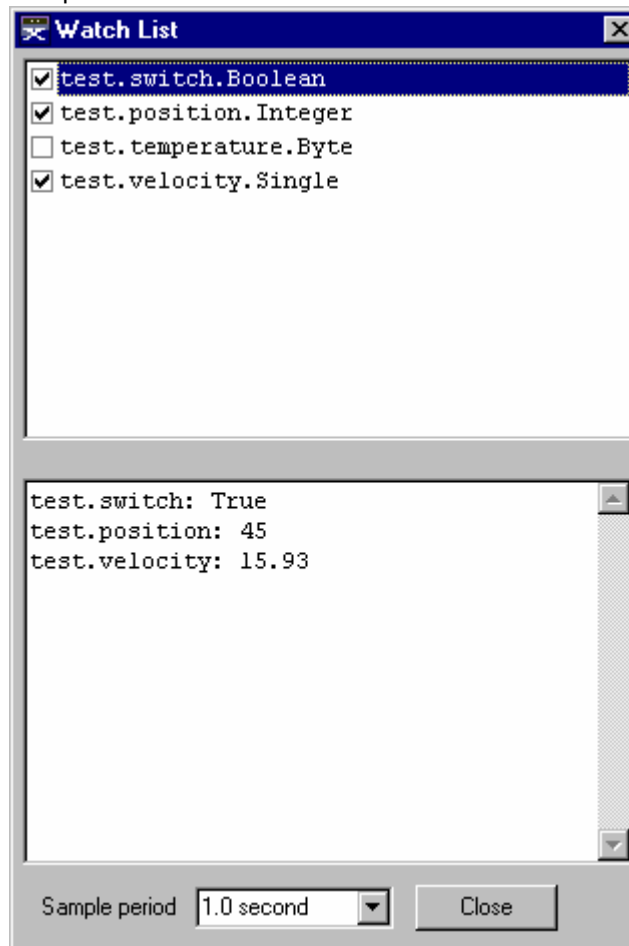 Watch List
test.switch.Boolean
test.position.Integer
test.temperature.Byte
test.velocity.Single
test.switch: True
test.position: 45
test.velocity: 15.93
Sample period 1.0 second Close